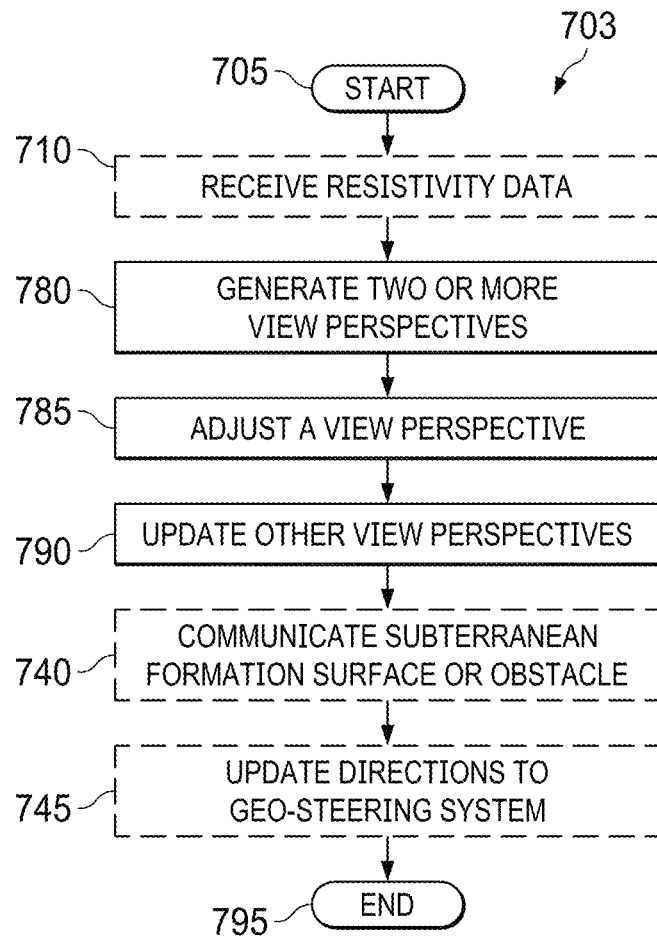 703
705
START
710
RECEIVE RESISTIVITY DATA
780
GENERATE TWO OR MORE
VIEW PERSPECTIVES
785
ADJUST A VIEW PERSPECTIVE
790
UPDATE OTHER VIEW PERSPECTIVES
740
COMMUNICATE SUBTERRANEAN
FORMATION SURFACE OR OBSTACLE
745
UPDATE DIRECTIONS TO
GEO-STEERING SYSTEM
795
END